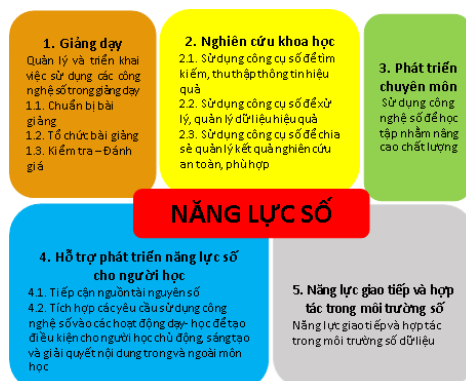 1. Giảng dạy
Quản lý và triển khai
việc sử dụng các công
nghệ số trong giảng dạy
1.1. Chuẩn bị bài
giảng
1.2. Tổ chức bài giảng
1.3. Kiểm tra – Đánh
giá
2. Nghiên cứu khoa học
2.1. Sử dụng công cụ số để tìm
kiếm, thu thập thông tin hiệu
quả
2.2. Sử dụng công cụ số để xử
lý, quản lý dữ liệu hiệu quả
2.3. Sử dụng công cụ số để chia
sẻ quản lý kết quả nghiên cứu
an toàn, phù hợp
3. Phát triển
chuyên môn
Sử dụng công
nghệ số để học
tập nhằm nâng
cao chất lượng
NĂNG LỰC SỐ
4. Hỗ trợ phát triển năng lực số
cho người học
4.1. Tiếp cận nguồn tài nguyên số
4.2. Tích hợp các yêu cầu sử dụng công
nghệ số vào các hoạt động dạy- học để tạo
điều kiện cho người học chủ động, sáng tạo
và giải quyết nội dung trong và ngoài môn
học
5. Năng lực giao tiếp và hợp
tác trong môi trường số
Năng lực giao tiếp và hợp tác
trong môi trường số dữ liệu